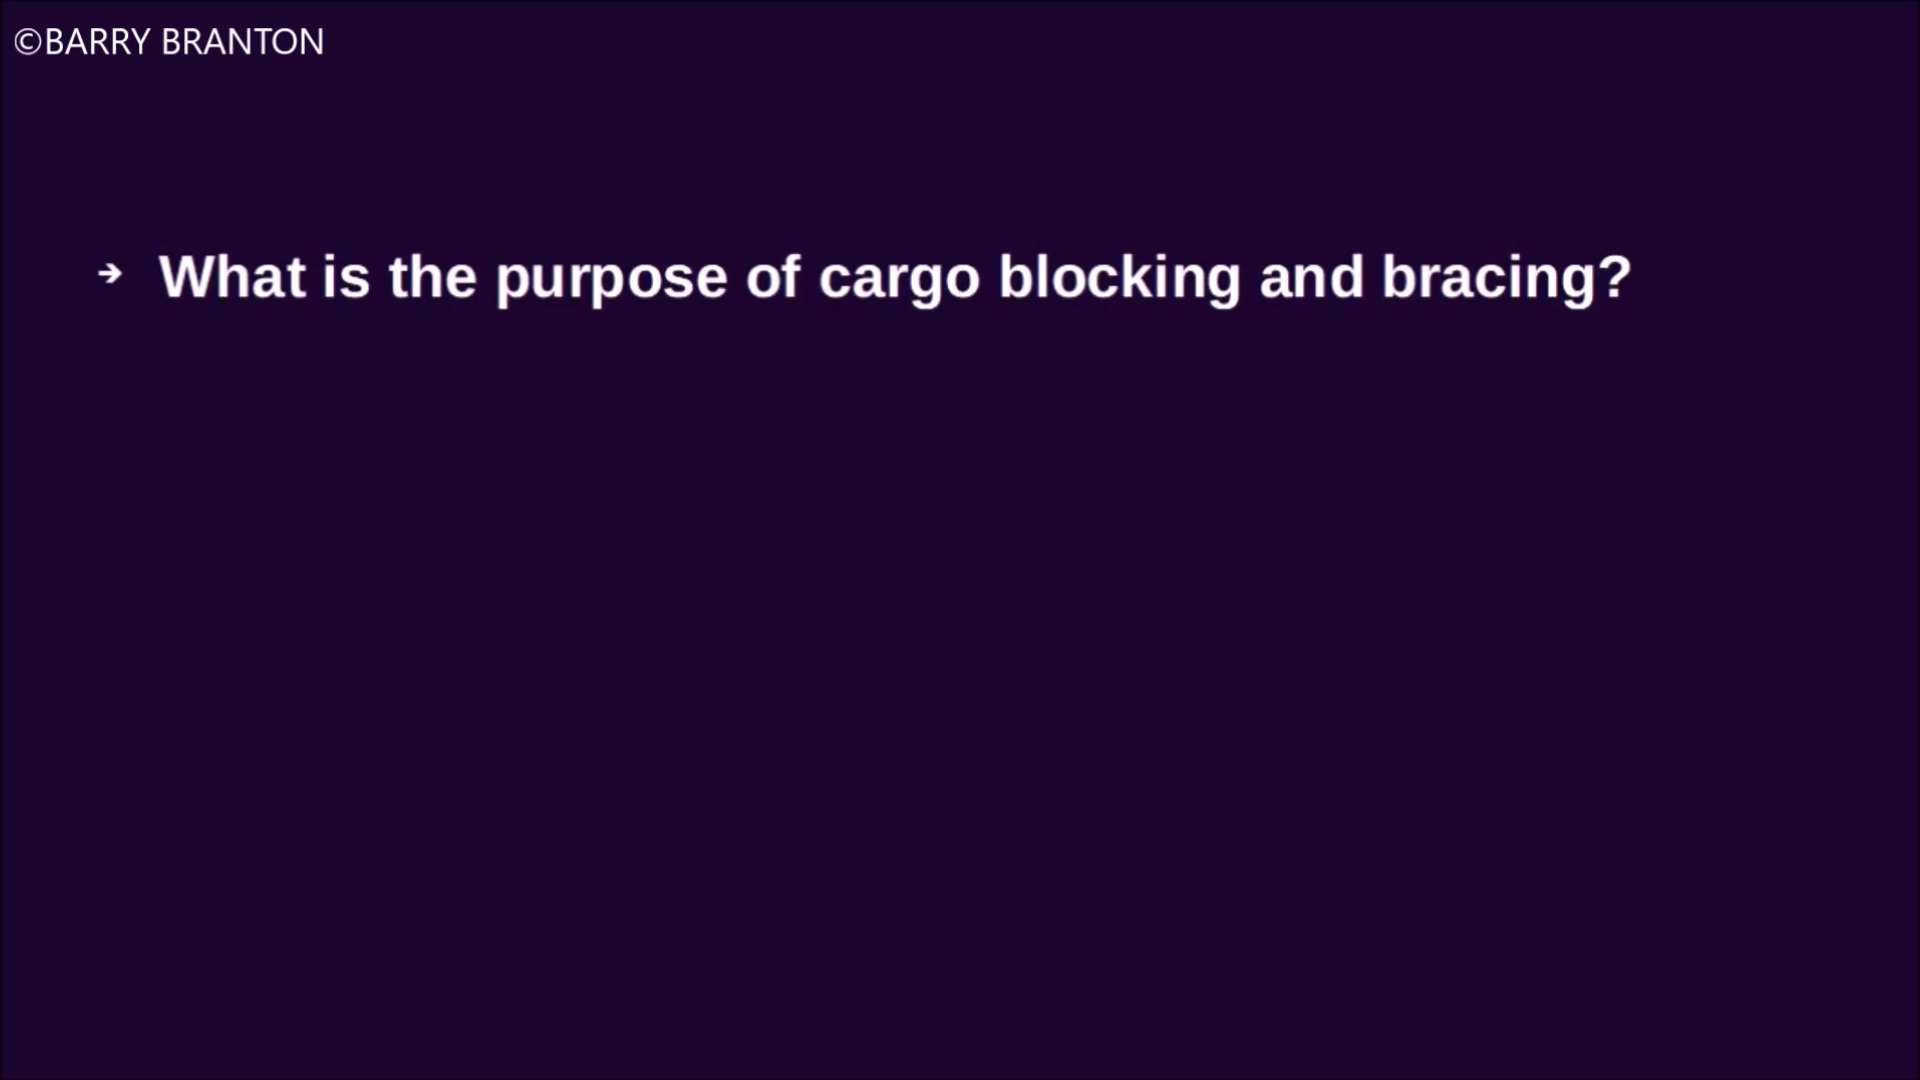 ©BARRY BRANTON
➔ What is the purpose of cargo blocking and bracing?